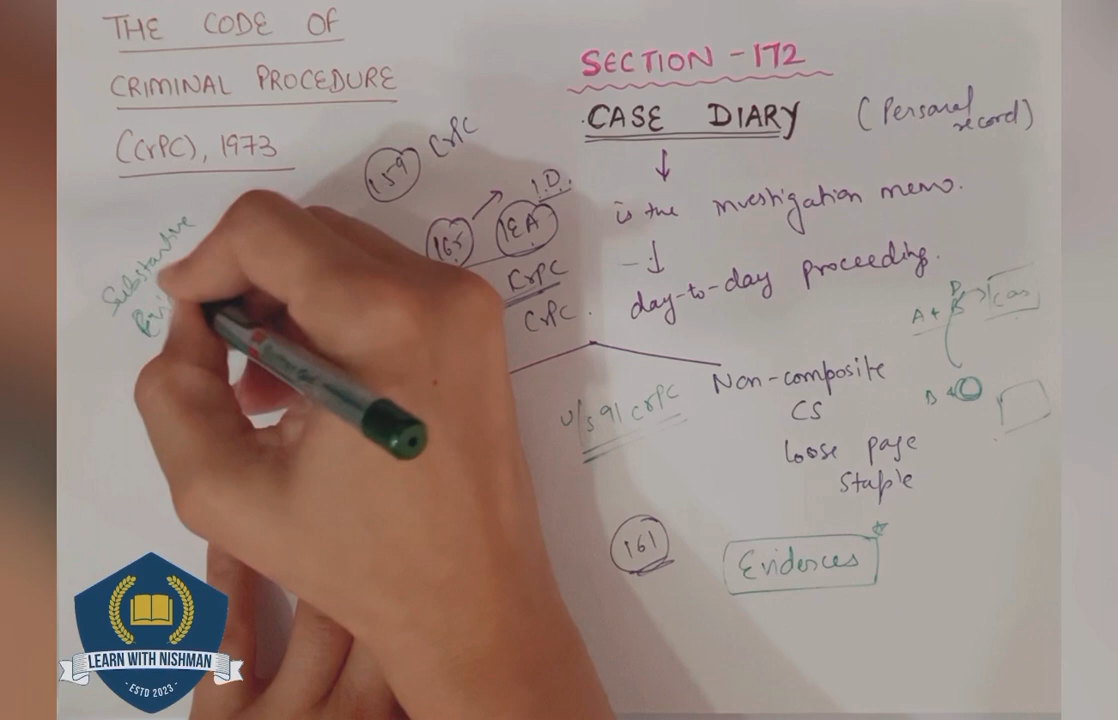 THE CODE OF
CRIMINAL PROCEDURE
(CrPC), 1973
159 CrPC
165
IEA
I.D.
CrPC
CrPC.
Substantive
SECTION - 172
CASE DIARY (Personal record)
is the investigation memo.
day-to-day proceeding.
A +
B
U/s 91 CrPC
Non-composite
CS
loose page
Staple
161
Evidences
LEARN WITH NISHMAN
- ESTD 2023 -